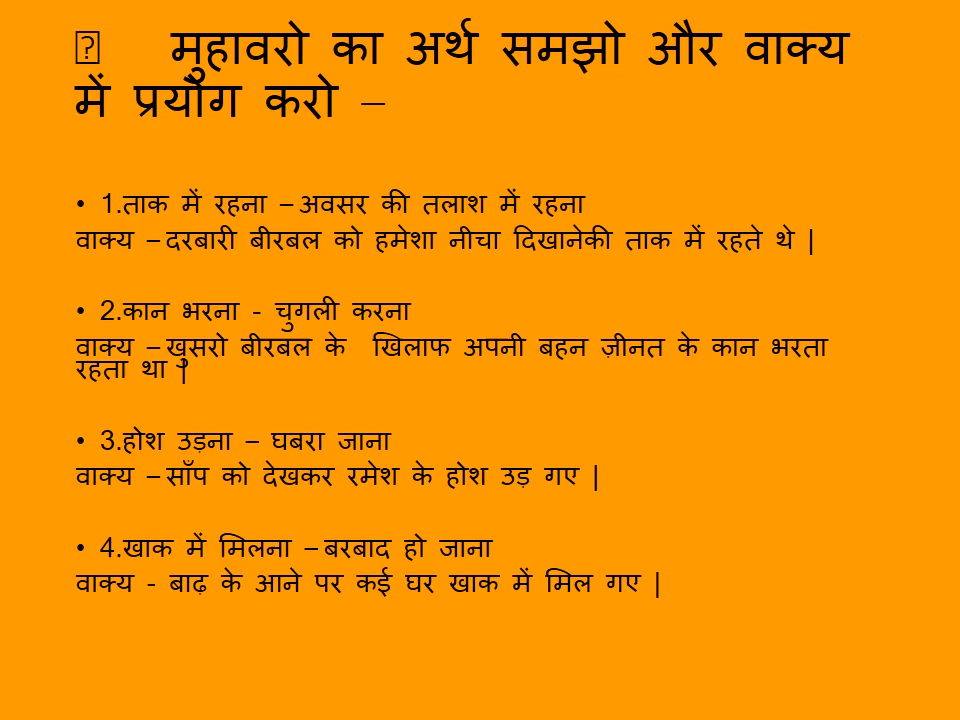 मुहावरो का अर्थ समझो और वाक्य
में प्रयोग करो –
• 1.ताक में रहना – अवसर की तलाश में रहना
वाक्य – दरबारी बीरबल को हमेशा नीचा दिखानेकी ताक में रहते थे |
• 2.कान भरना - चुगली करना
वाक्य – खुसरो बीरबल के खिलाफ अपनी बहन ज़ीनत के कान भरता
रहता था |
• 3.होश उड़ना – घबरा जाना
वाक्य – साँप को देखकर रमेश के होश उड़ गए |
• 4.खाक में मिलना – बरबाद हो जाना
वाक्य - बाढ़ के आने पर कई घर खाक में मिल गए |